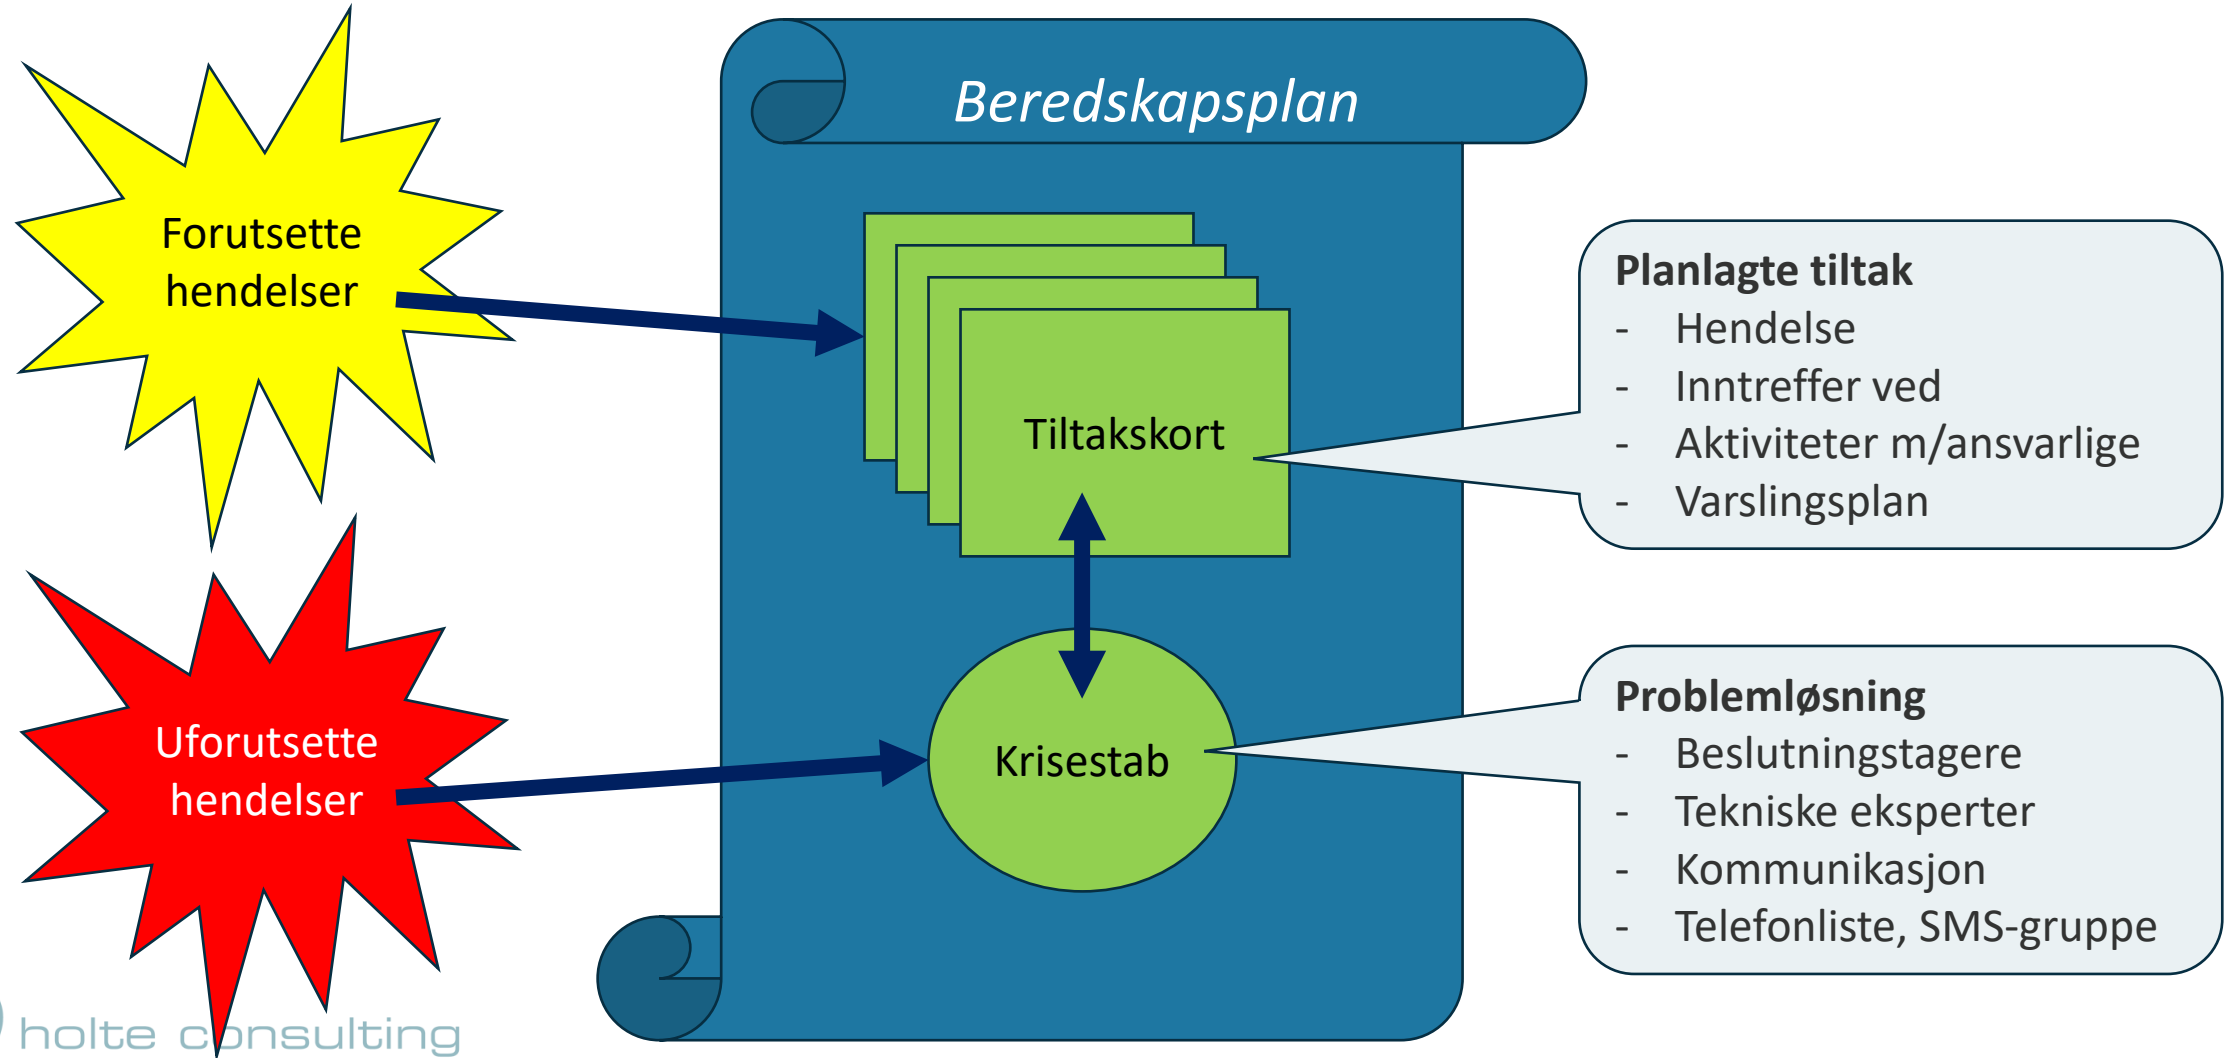 Beredskapsplan
Forutsette
hendelser
Tiltakskort
Planlagte tiltak
- Hendelse
- Inntreffer ved
- Aktiviteter m/ansvarlige
- Varslingsplan
Uforutsette
hendelser
Krisestab
Problemløsning
- Beslutningstagere
- Tekniske eksperter
- Kommunikasjon
- Telefonliste, SMS-gruppe
holte consulting